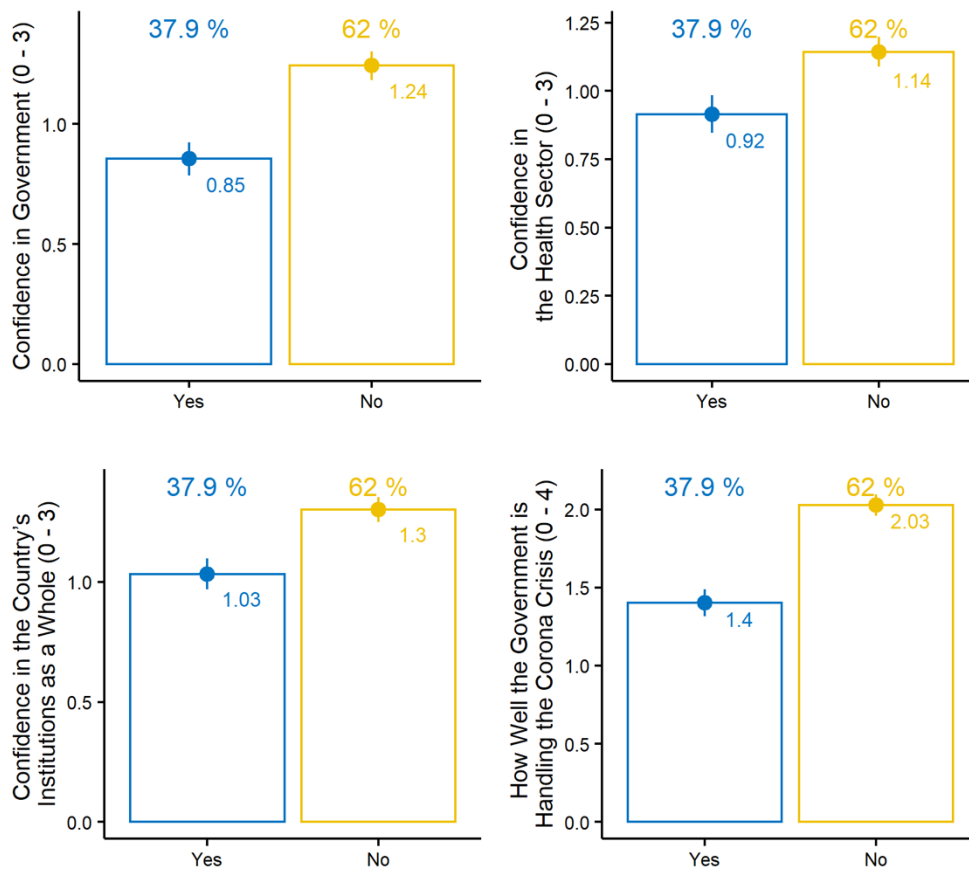 Confidence in Government (0 - 3)
1.0
0.5
0.0
37.9 %
62 %
0.85
1.24
Yes
No
Confidence in
the Health Sector (0 - 3)
1.25
1.00
0.75
0.50
0.25
0.00
37.9 %
62 %
0.92
1.14
Yes
No
Confidence in the Country's
Institutions as a Whole (0 - 3)
1.0
0.5
0.0
37.9 %
62 %
1.03
1.3
Yes
No
How Well the Government is
Handling the Corona Crisis (0 - 4)
2.0
1.5
1.0
0.5
0.0
37.9 %
62 %
1.4
2.03
Yes
No